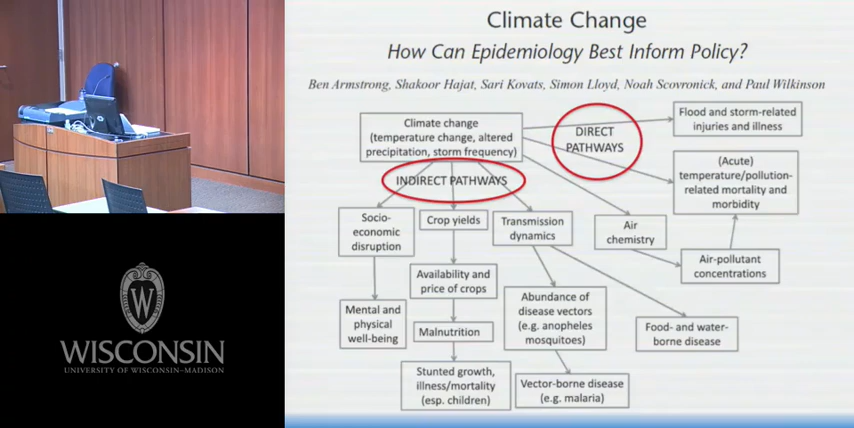 Climate Change
How Can Epidemiology Best Inform Policy?
Ben Armstrong, Shakoor Hajat, Sari Kovats, Simon Lloyd, Noah Scovronick, and Paul Wilkinson
Climate change
(temperature change, altered
precipitation, storm frequency)
DIRECT
PATHWAYS
Flood and storm-related
injuries and illness
(Acute)
temperature/pollution-
related mortality and
morbidity
INDIRECT PATHWAYS
Socio-
economic
disruption
Crop yields
Transmission
dynamics
Air
chemistry
Air-pollutant
concentrations
Availability and
price of crops
Mental and
physical
well-being
Malnutrition
Abundance of
disease vectors
(e.g. anopheles
mosquitoes)
Food- and water-
borne disease
Stunted growth,
illness/mortality
(esp. children)
Vector-borne disease
(e.g. malaria)
W
WISCONSIN
UNIVERSITY OF WISCONSIN–MADISON